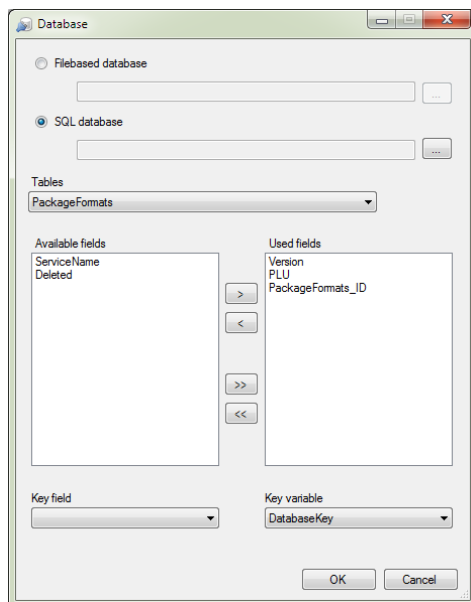 Database
Filebased database
...
SQL database
...
Tables
PackageFormats
Available fields
ServiceName
Deleted
>
<
>>
<<
Used fields
Version
PLU
PackageFormats_ID
Key field
Key variable
DatabaseKey
OK
Cancel